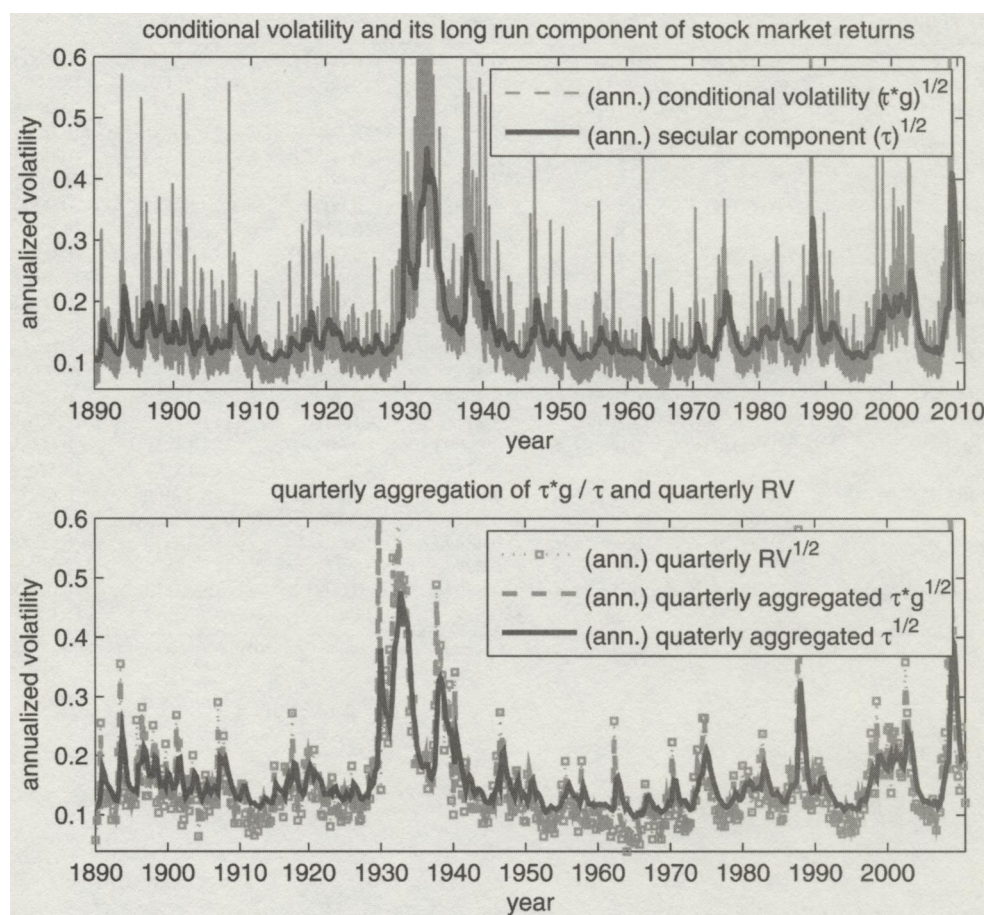 conditional volatility and its long run component of stock market returns
0.6
0.5
0.4
0.3
0.2
0.1
annualized volatility
(ann.) conditional volatility (τ*g)^1/2
(ann.) secular component (τ)^1/2
1890 1900 1910 1920 1930 1940 1950 1960 1970 1980 1990 2000 2010
year
quarterly aggregation of τ*g / τ and quarterly RV
0.6
0.5
0.4
0.3
0.2
0.1
annualized volatility
(ann.) quarterly RV^1/2
(ann.) quarterly aggregated τ*g^1/2
(ann.) quaterly aggregated τ^1/2
1890 1900 1910 1920 1930 1940 1950 1960 1970 1980 1990 2000
year